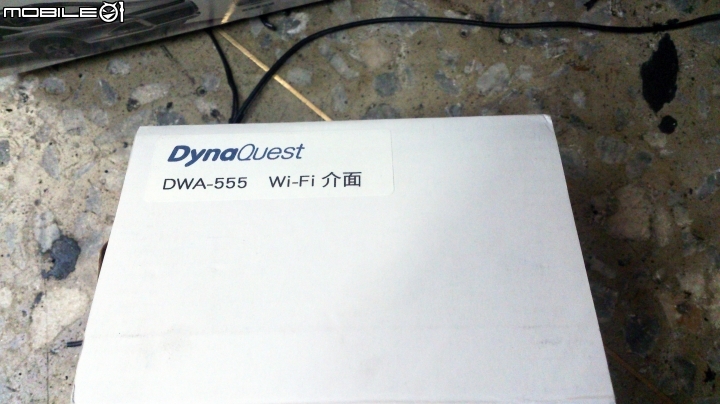 MOBILE01
DynaQuest
DWA-555 Wi-Fi 介面